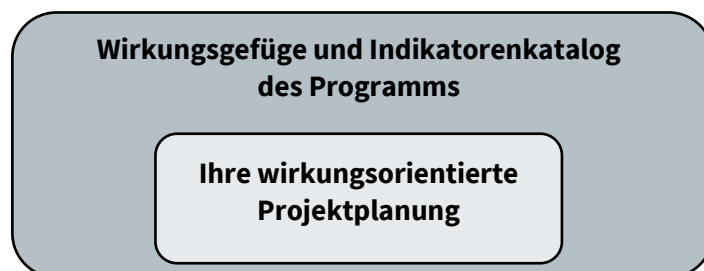 Wirkungsgefüge und Indikatorenkatalog
des Programms
Ihre wirkungsorientierte
Projektplanung